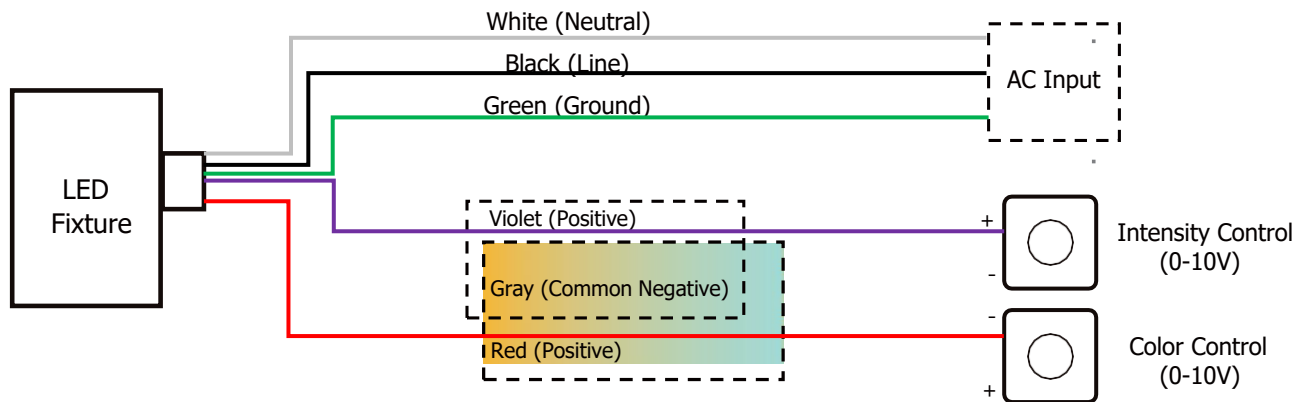 White (Neutral)
Black (Line)
Green (Ground)
AC Input
LED
Fixture
Violet (Positive)
Gray (Common Negative)
Red (Positive)
+
-
Intensity Control
(0-10V)
-
+
Color Control
(0-10V)